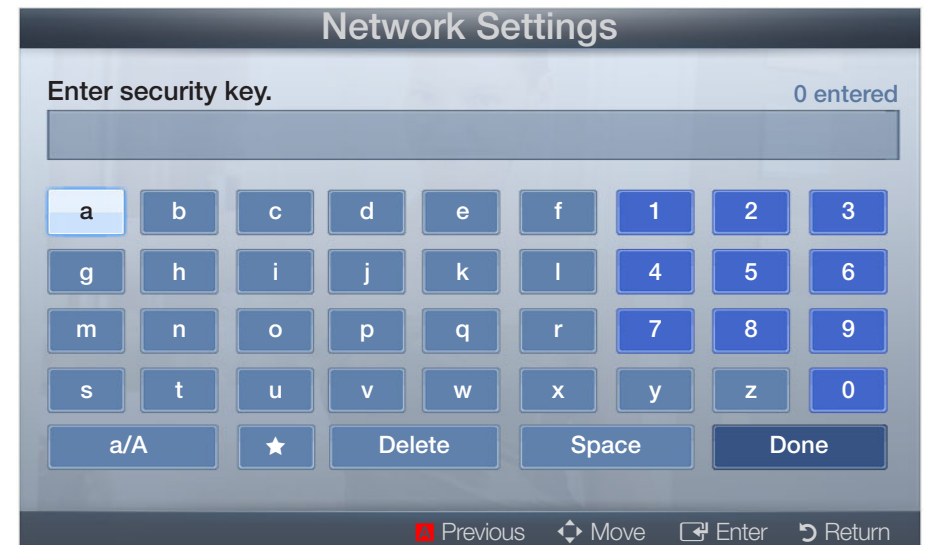 Network Settings
Enter security key.
0 entered
a b c d e f 1 2 3
g h i j k l 4 5 6
m n o p q r 7 8 9
s t u v w x y z 0
a/A ★ Delete Space Done
A Previous Move Enter Return